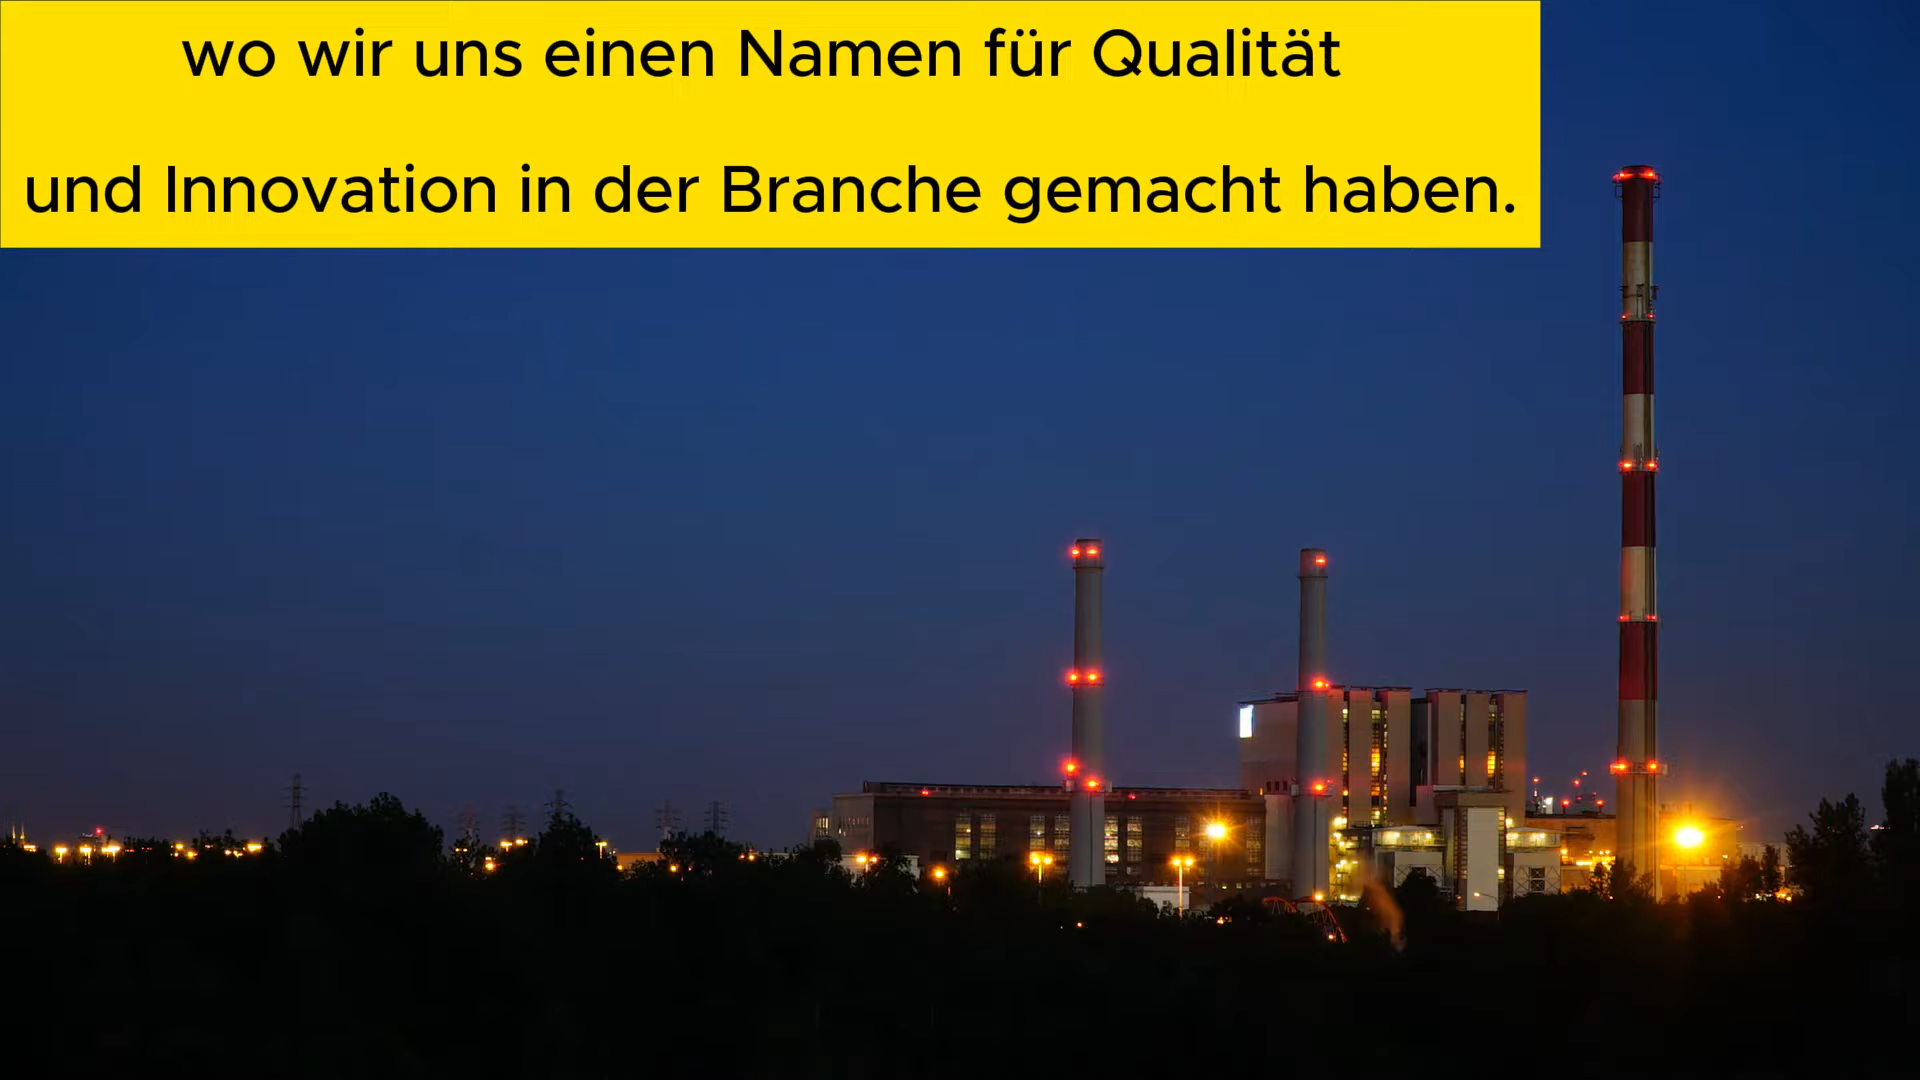 wo wir uns einen Namen für Qualität
und Innovation in der Branche gemacht haben.